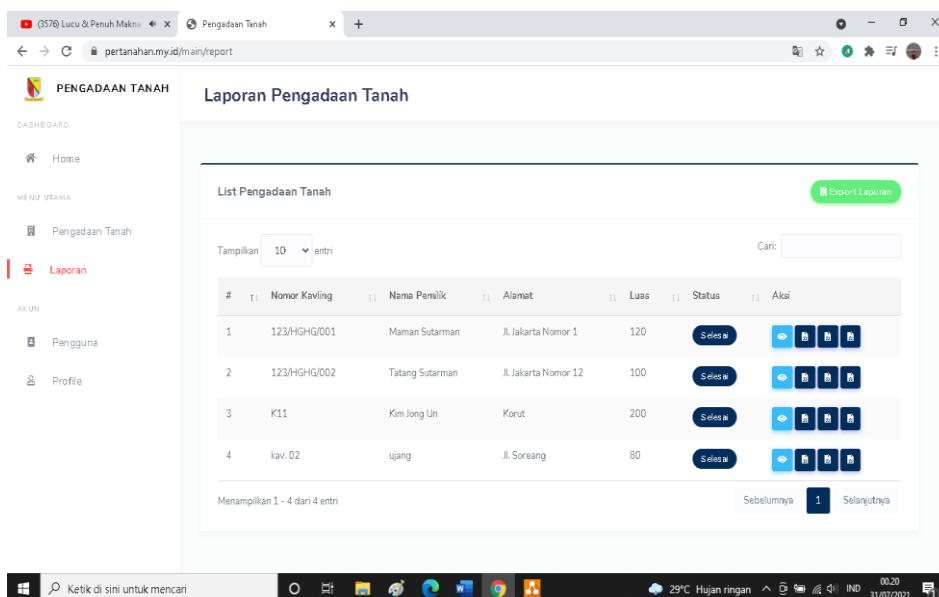 (3576) Lucu & Penuh Makna
Pengadaan Tanah
pertanahan.my.id/main/report
PENGADAAN TANAH
Laporan Pengadaan Tanah
DASHBOARD
Home
MENU UTAMA
Pengadaan Tanah
Laporan
AKUN
Pengguna
Profile
List Pengadaan Tanah
Export Laporan
Tampilkan 10 entri
Cari:
# Nomor Kavling Nama Pemilik Alamat Luas Status Aksi
1 123/HGHG/001 Maman Sutarman Jl. Jakarta Nomor 1 120 Selesai
2 123/HGHG/002 Tatang Sutarman Jl. Jakarta Nomor 12 100 Selesai
3 K11 Kim Jong Un Korut 200 Selesai
4 kav. 02 ujang Jl. Soreang 80 Selesai
Menampilkan 1 - 4 dari 4 entri
Sebelumnya 1 Selanjutnya
Ketik di sini untuk mencari
29°C Hujan ringan
IND
00.20
31/07/2021